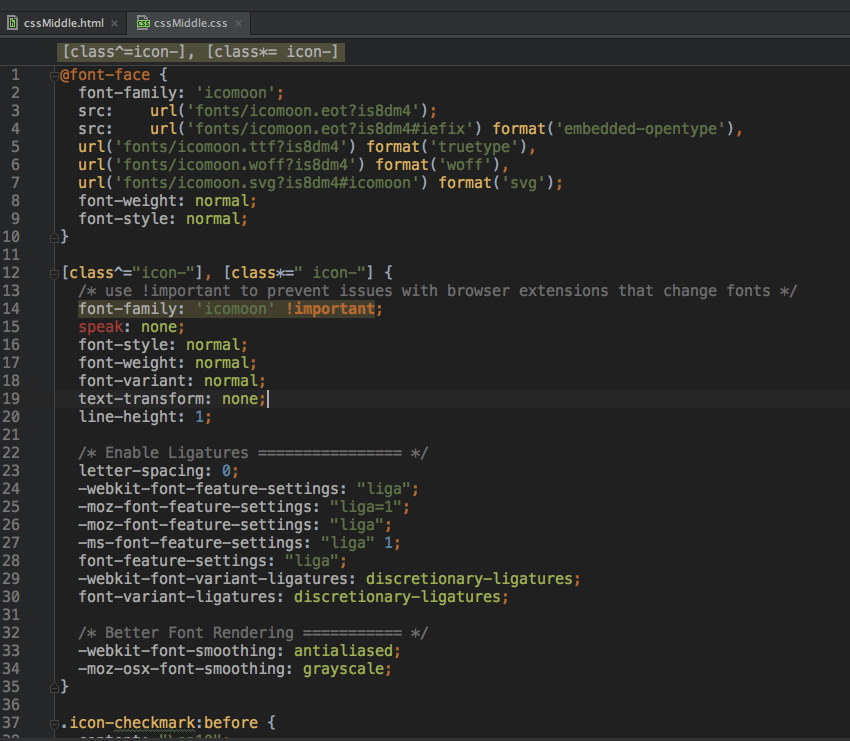 cssMiddle.html × cssMiddle.css ×
[class^=icon-], [class*= icon-]
1 @font-face {
2 font-family: 'icomoon';
3 src: url('fonts/icomoon.eot?is8dm4');
4 src: url('fonts/icomoon.eot?is8dm4#iefix') format('embedded-opentype'),
5 url('fonts/icomoon.ttf?is8dm4') format('truetype'),
6 url('fonts/icomoon.woff?is8dm4') format('woff'),
7 url('fonts/icomoon.svg?is8dm4#icomoon') format('svg');
8 font-weight: normal;
9 font-style: normal;
10 }
11
12 [class^="icon-"], [class*=" icon-"] {
13 /* use !important to prevent issues with browser extensions that change fonts */
14 font-family: 'icomoon' !important;
15 speak: none;
16 font-style: normal;
17 font-weight: normal;
18 font-variant: normal;
19 text-transform: none;
20 line-height: 1;
21
22 /* Enable Ligatures ================ */
23 letter-spacing: 0;
24 -webkit-font-feature-settings: "liga";
25 -moz-font-feature-settings: "liga=1";
26 -moz-font-feature-settings: "liga";
27 -ms-font-feature-settings: "liga" 1;
28 font-feature-settings: "liga";
29 -webkit-font-variant-ligatures: discretionary-ligatures;
30 font-variant-ligatures: discretionary-ligatures;
31
32 /* Better Font Rendering =========== */
33 -webkit-font-smoothing: antialiased;
34 -moz-osx-font-smoothing: grayscale;
35 }
36
37 .icon-checkmark:before {